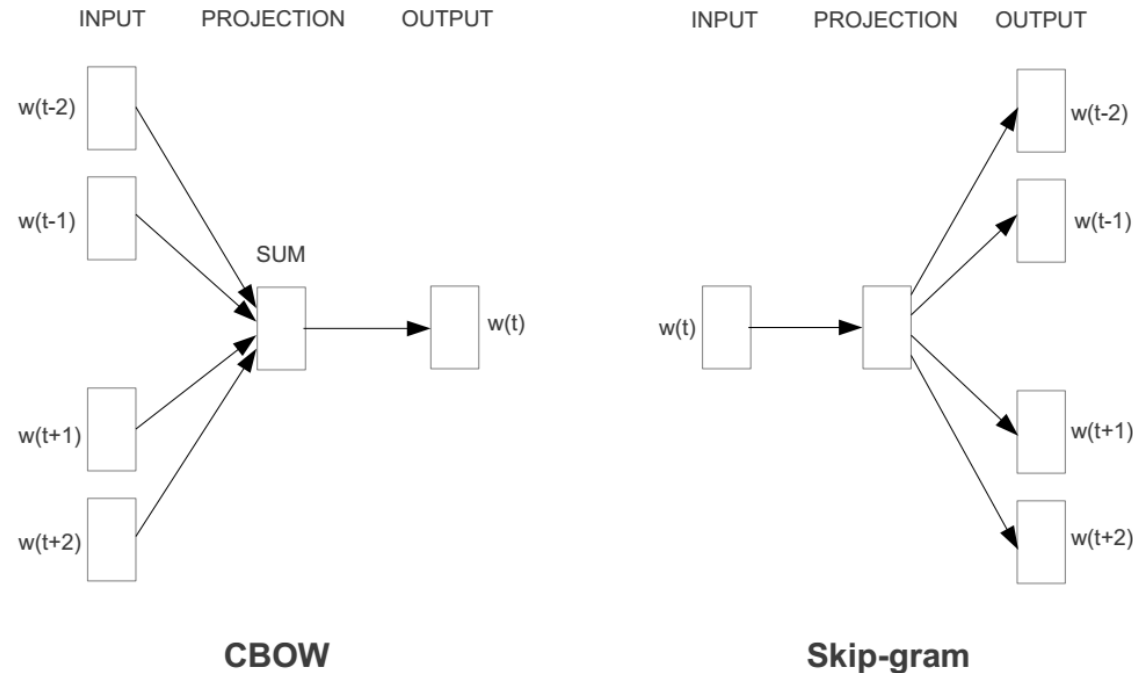 INPUT PROJECTION OUTPUT
w(t-2)
w(t-1)
SUM
w(t)
w(t+1)
w(t+2)
CBOW
INPUT PROJECTION OUTPUT
w(t-2)
w(t-1)
w(t)
w(t+1)
w(t+2)
Skip-gram